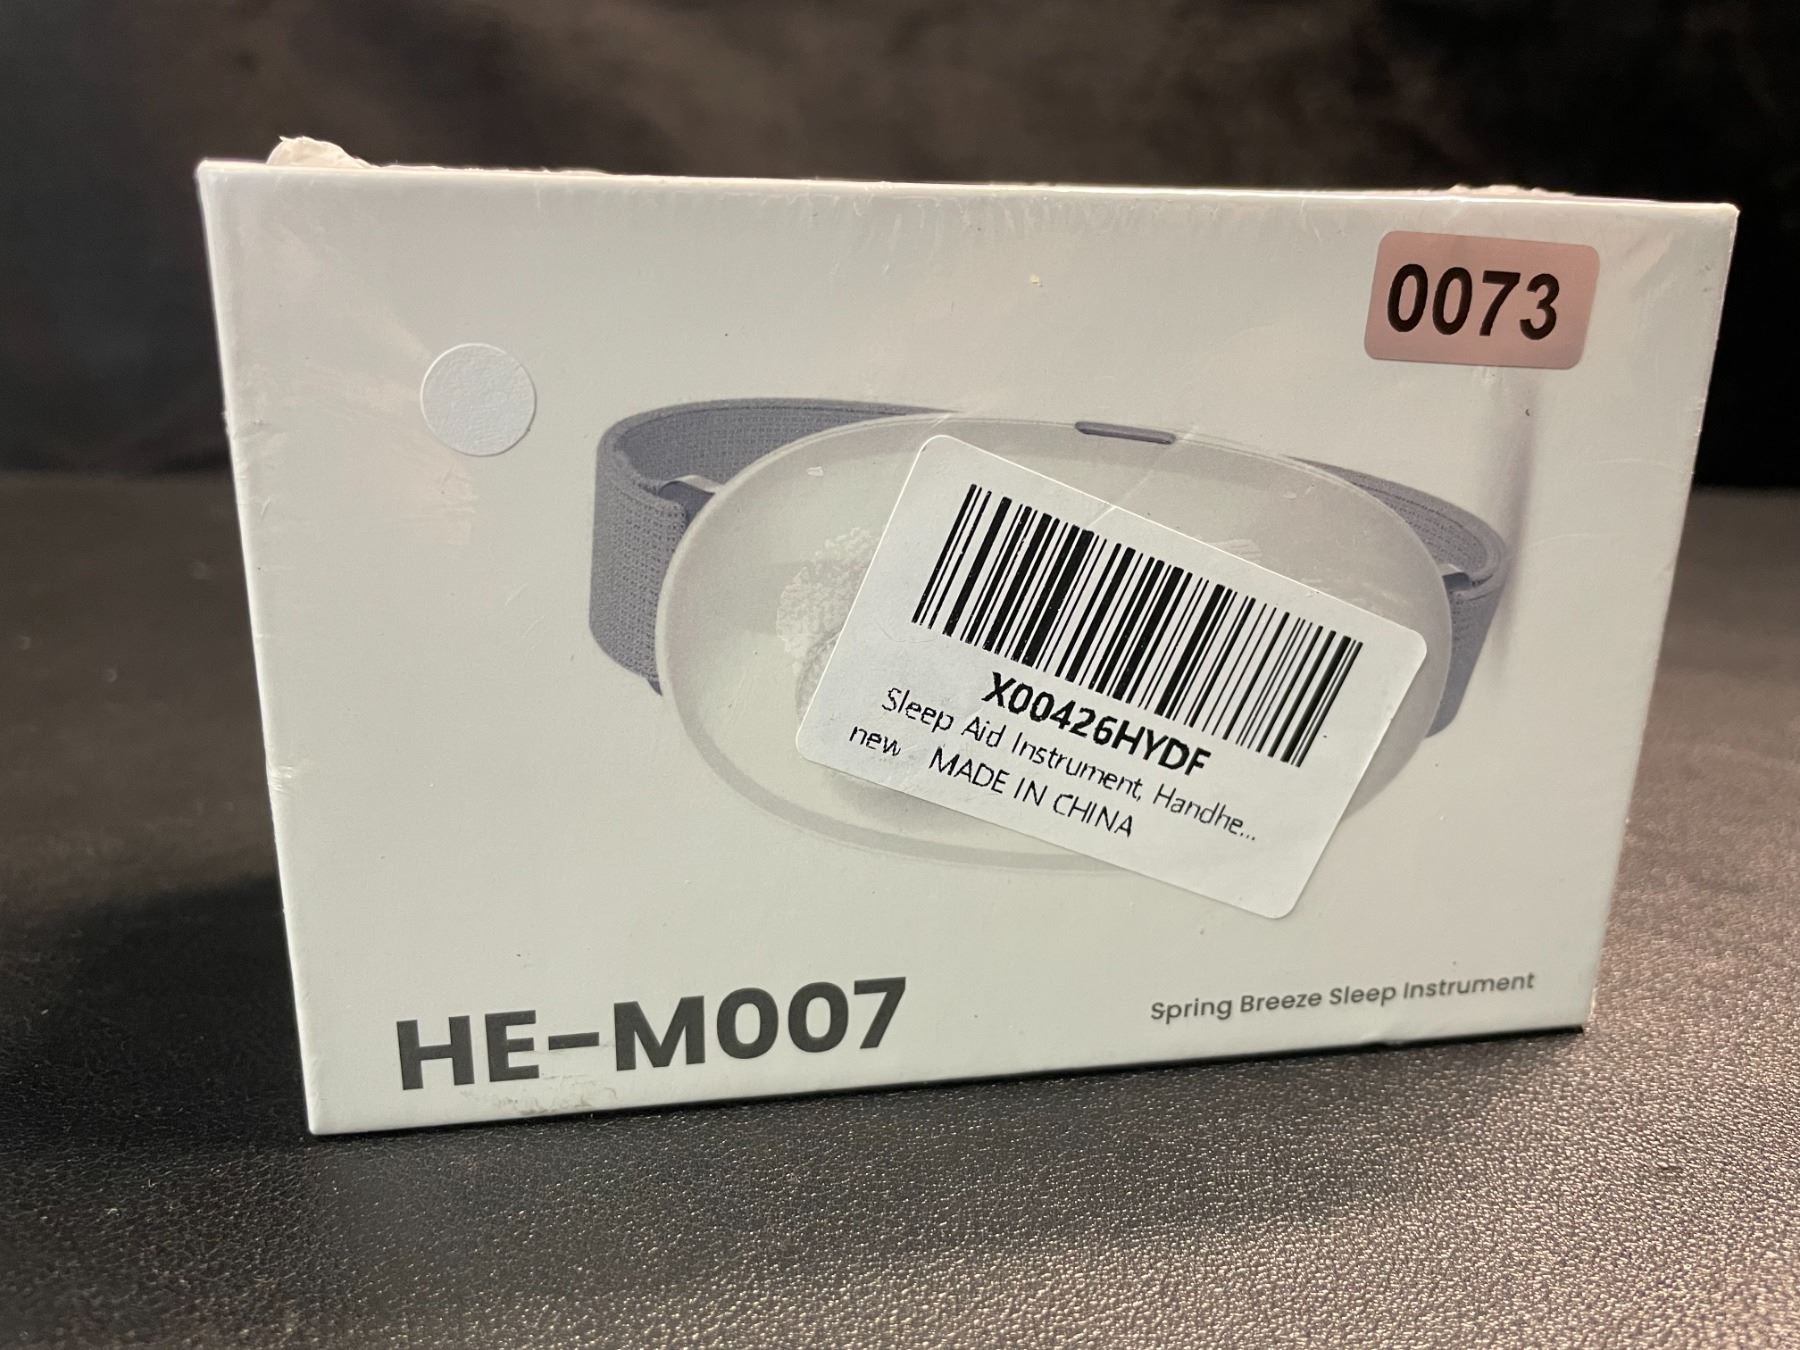 0073
X00426HYDF
Sleep Aid Instrument, Handhe...
new MADE IN CHINA
HE-M007
Spring Breeze Sleep Instrument